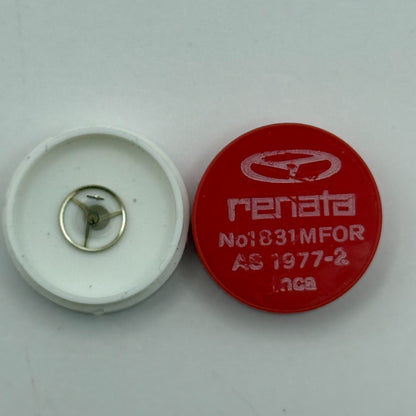 renata
No1831MFOR
AS 1977-2
Inca